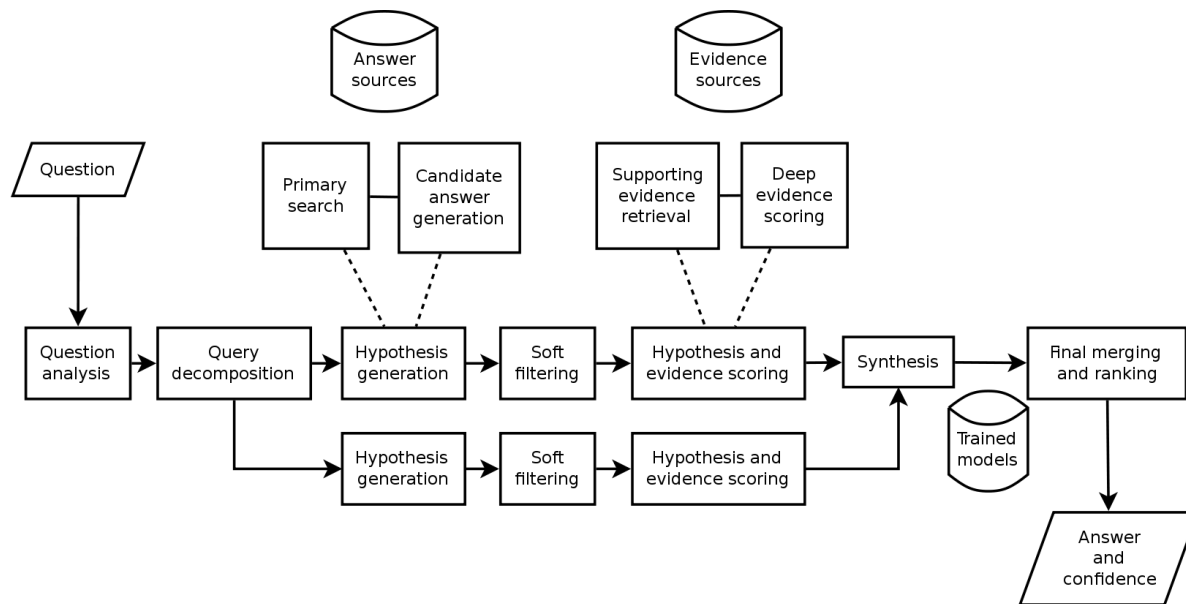 Answer
sources
Evidence
sources
Question
Primary
search
Candidate
answer
generation
Supporting
evidence
retrieval
Deep
evidence
scoring
Question
analysis
Query
decomposition
Hypothesis
generation
Soft
filtering
Hypothesis and
evidence scoring
Synthesis
Final merging
and ranking
Hypothesis
generation
Soft
filtering
Hypothesis and
evidence scoring
Trained
models
Answer
and
confidence